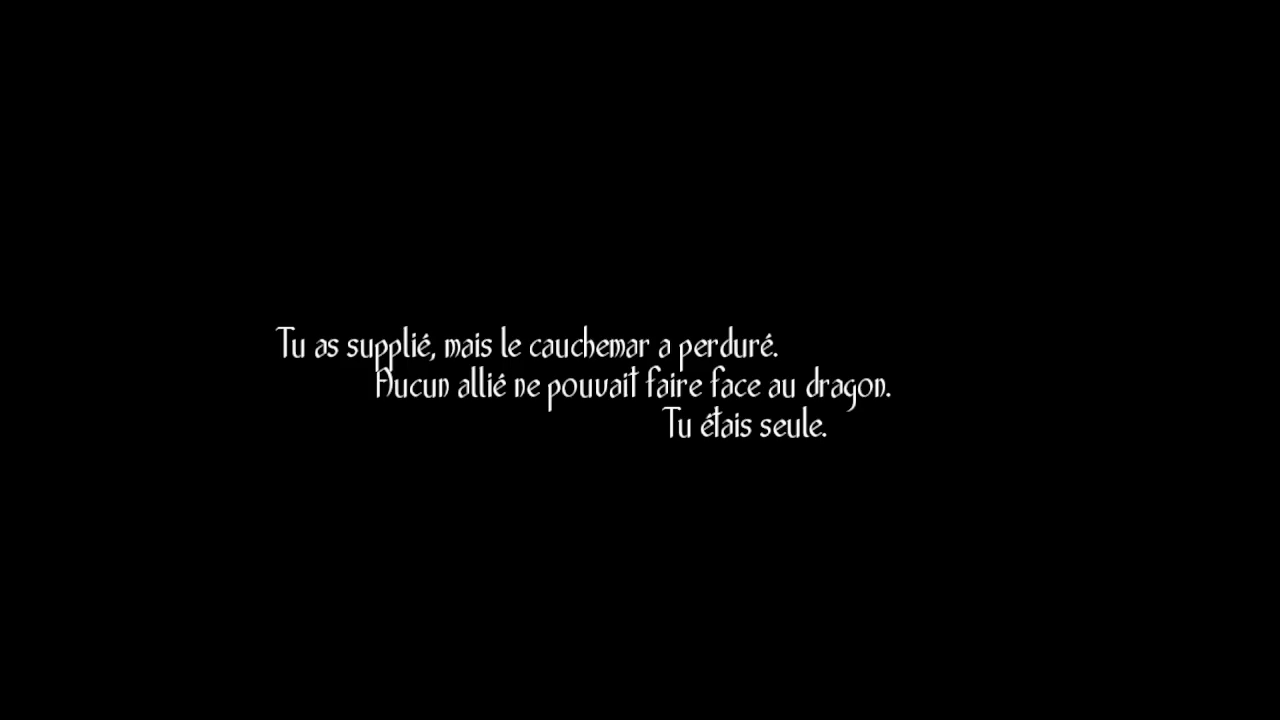 Tu as supplié, mais le cauchemar a perduré.
Aucun allié ne pouvait faire face au dragon.
Tu étais seule.